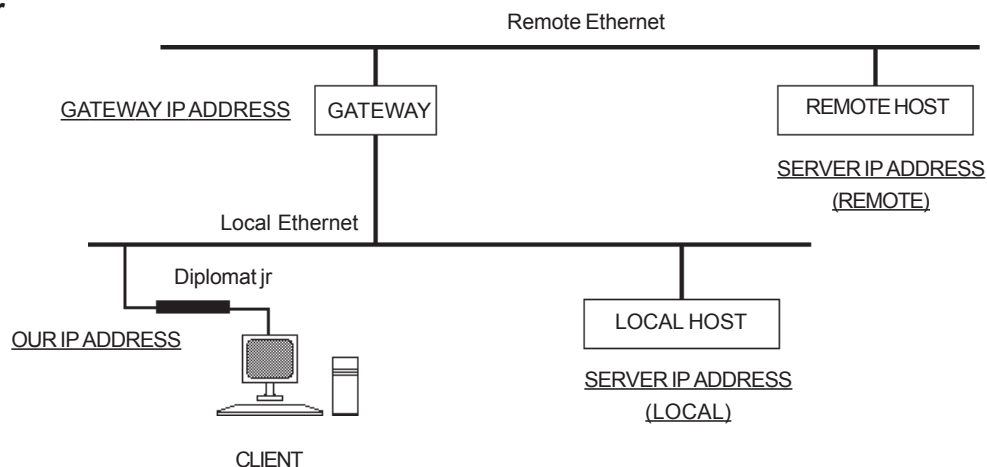 Remote Ethernet
GATEWAY IP ADDRESS
GATEWAY
REMOTE HOST
SERVER IP ADDRESS
(REMOTE)
Local Ethernet
Diplomat jr
OUR IP ADDRESS
LOCAL HOST
SERVER IP ADDRESS
(LOCAL)
CLIENT